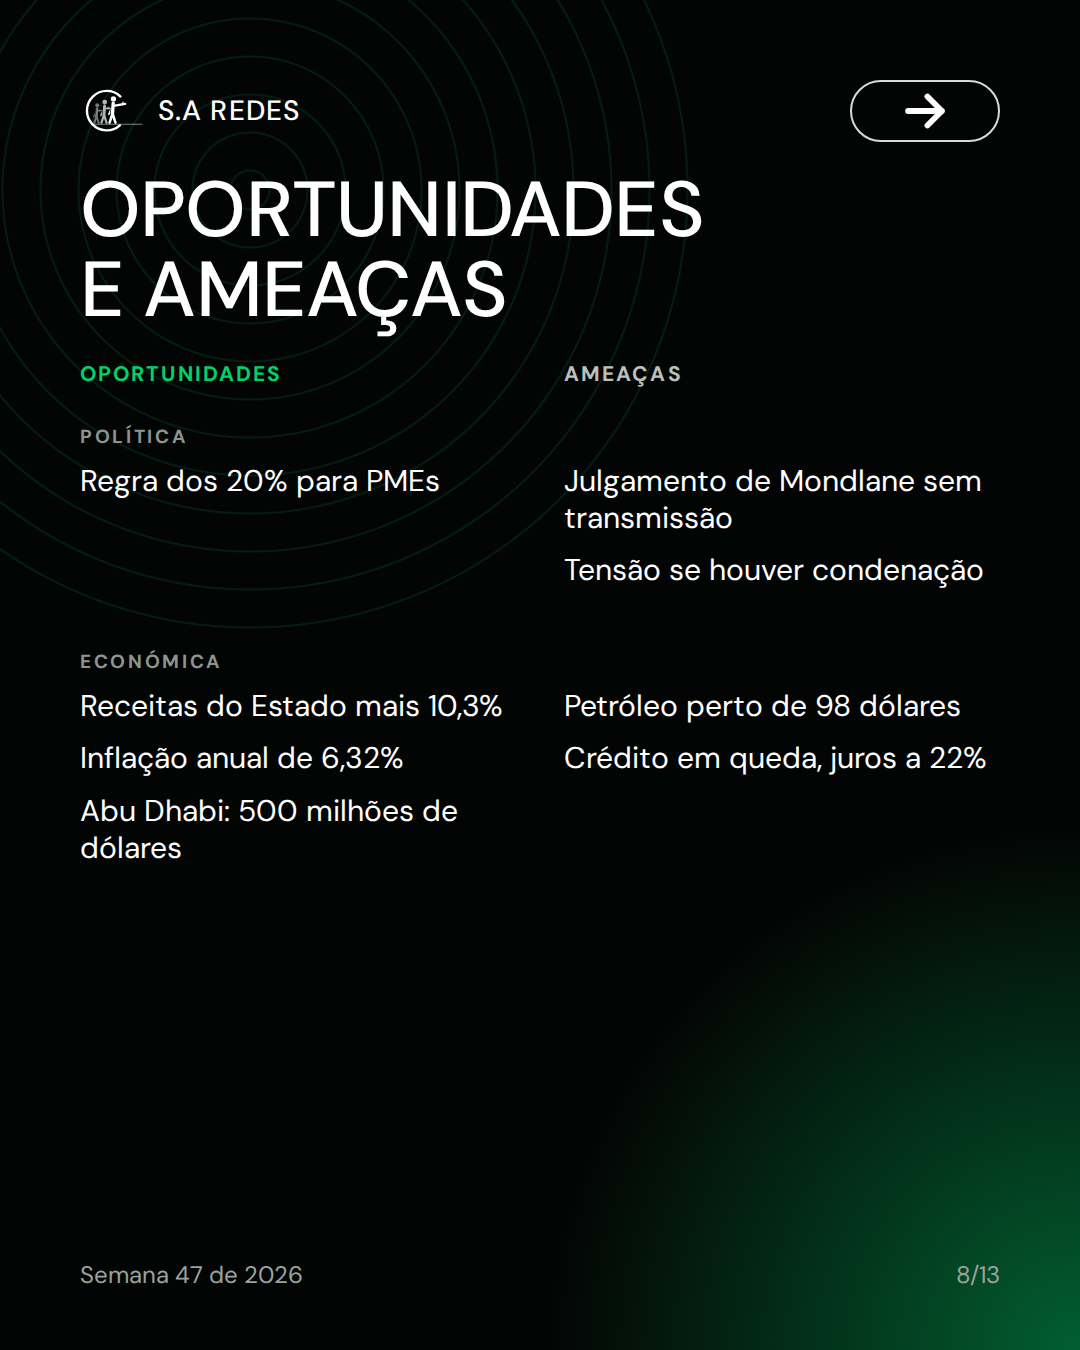 S.A REDES
OPORTUNIDADES
E AMEAÇAS
OPORTUNIDADES
AMEAÇAS
POLÍTICA
Regra dos 20% para PMEs
Julgamento de Mondlane sem
transmissão
Tensão se houver condenação
ECONÓMICA
Receitas do Estado mais 10,3%
Inflação anual de 6,32%
Abu Dhabi: 500 milhões de
dólares
Petróleo perto de 98 dólares
Crédito em queda, juros a 22%
Semana 47 de 2026
8/13